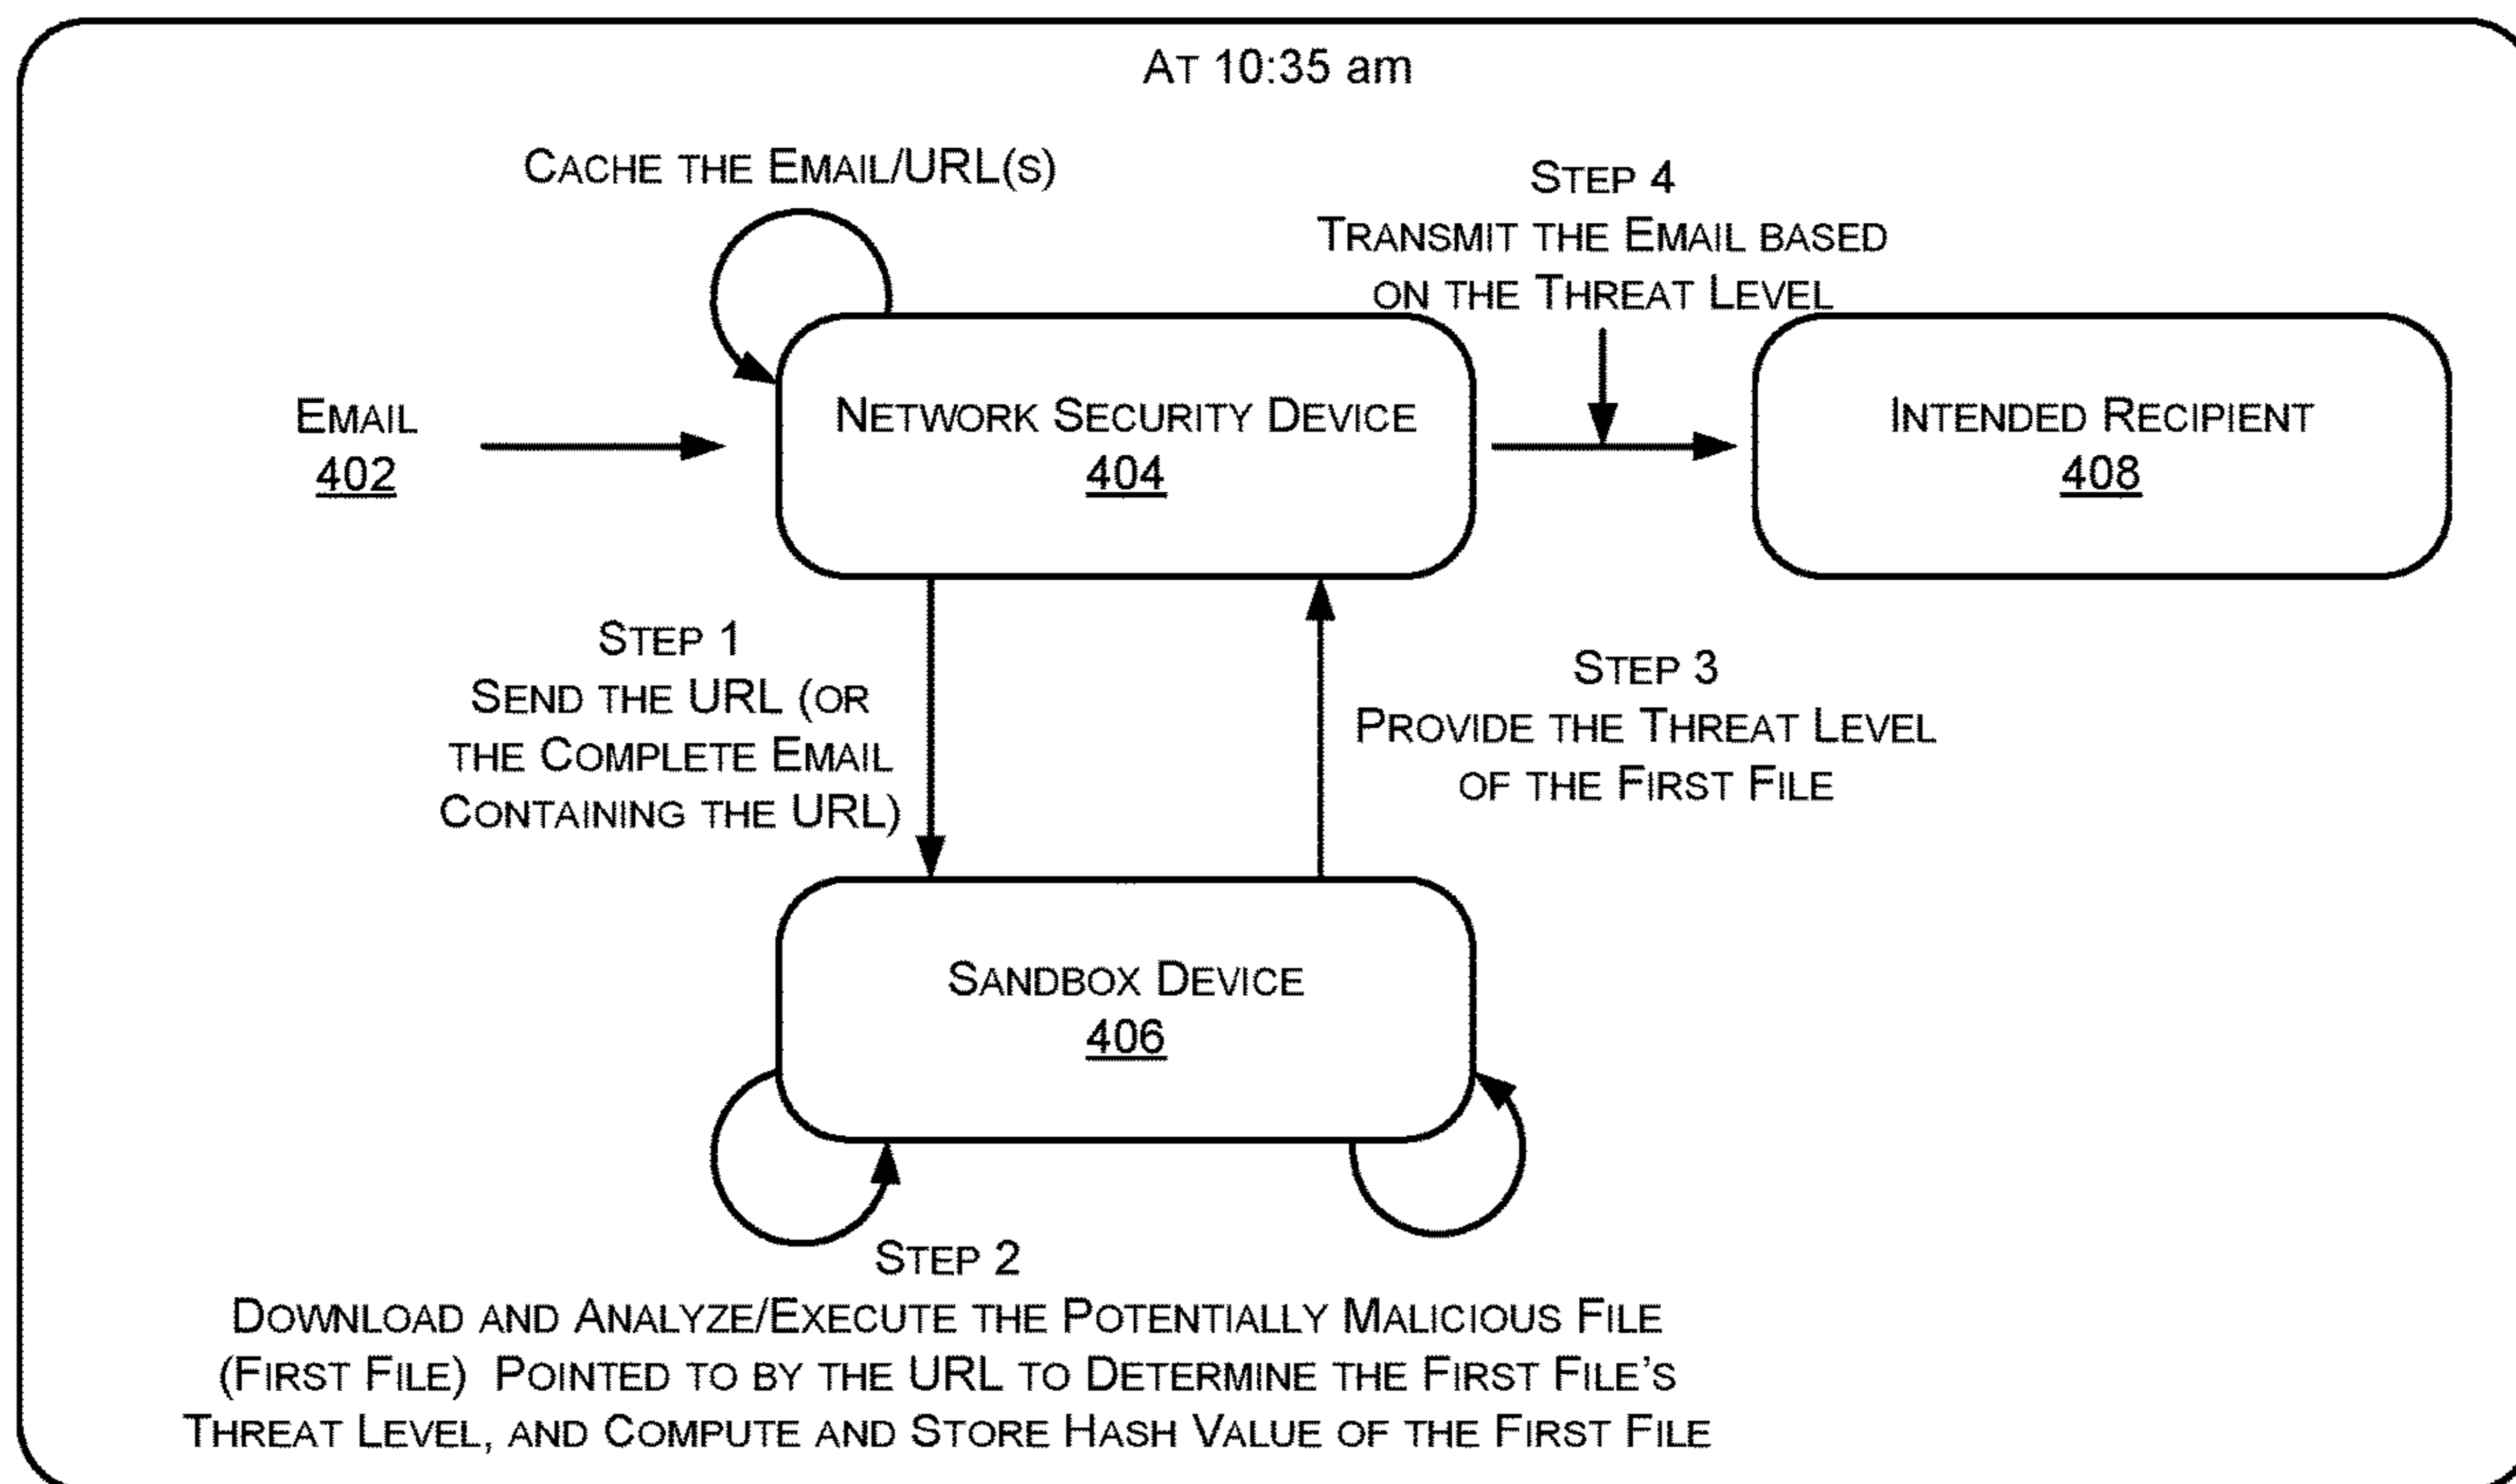 At 10:35 am
Cache the Email/URL(s)
Step 4
Transmit the Email based
on the Threat Level
Email
402
Network Security Device
404
Intended Recipient
408
Step 1
Send the URL (or
the Complete Email
Containing the URL)
Step 3
Provide the Threat Level
of the First File
Sandbox Device
406
Step 2
Download and Analyze/Execute the Potentially Malicious File
(First File) Pointed to by the URL to Determine the First File's
Threat Level, and Compute and Store Hash Value of the First File